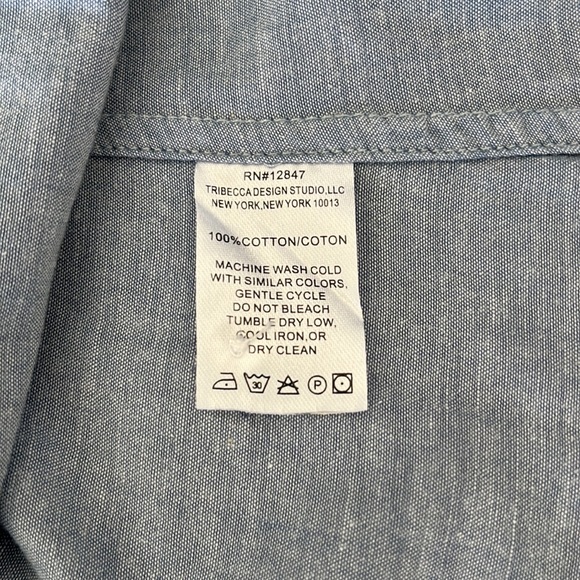 RN#12847
TRIBECCA DESIGN STUDIO,LLC
NEW YORK,NEW YORK 10013
100%COTTON/COTON
MACHINE WASH COLD
WITH SIMILAR COLORS,
GENTLE CYCLE
DO NOT BLEACH
TUMBLE DRY LOW,
COOL IRON,OR
DRY CLEAN
30 P